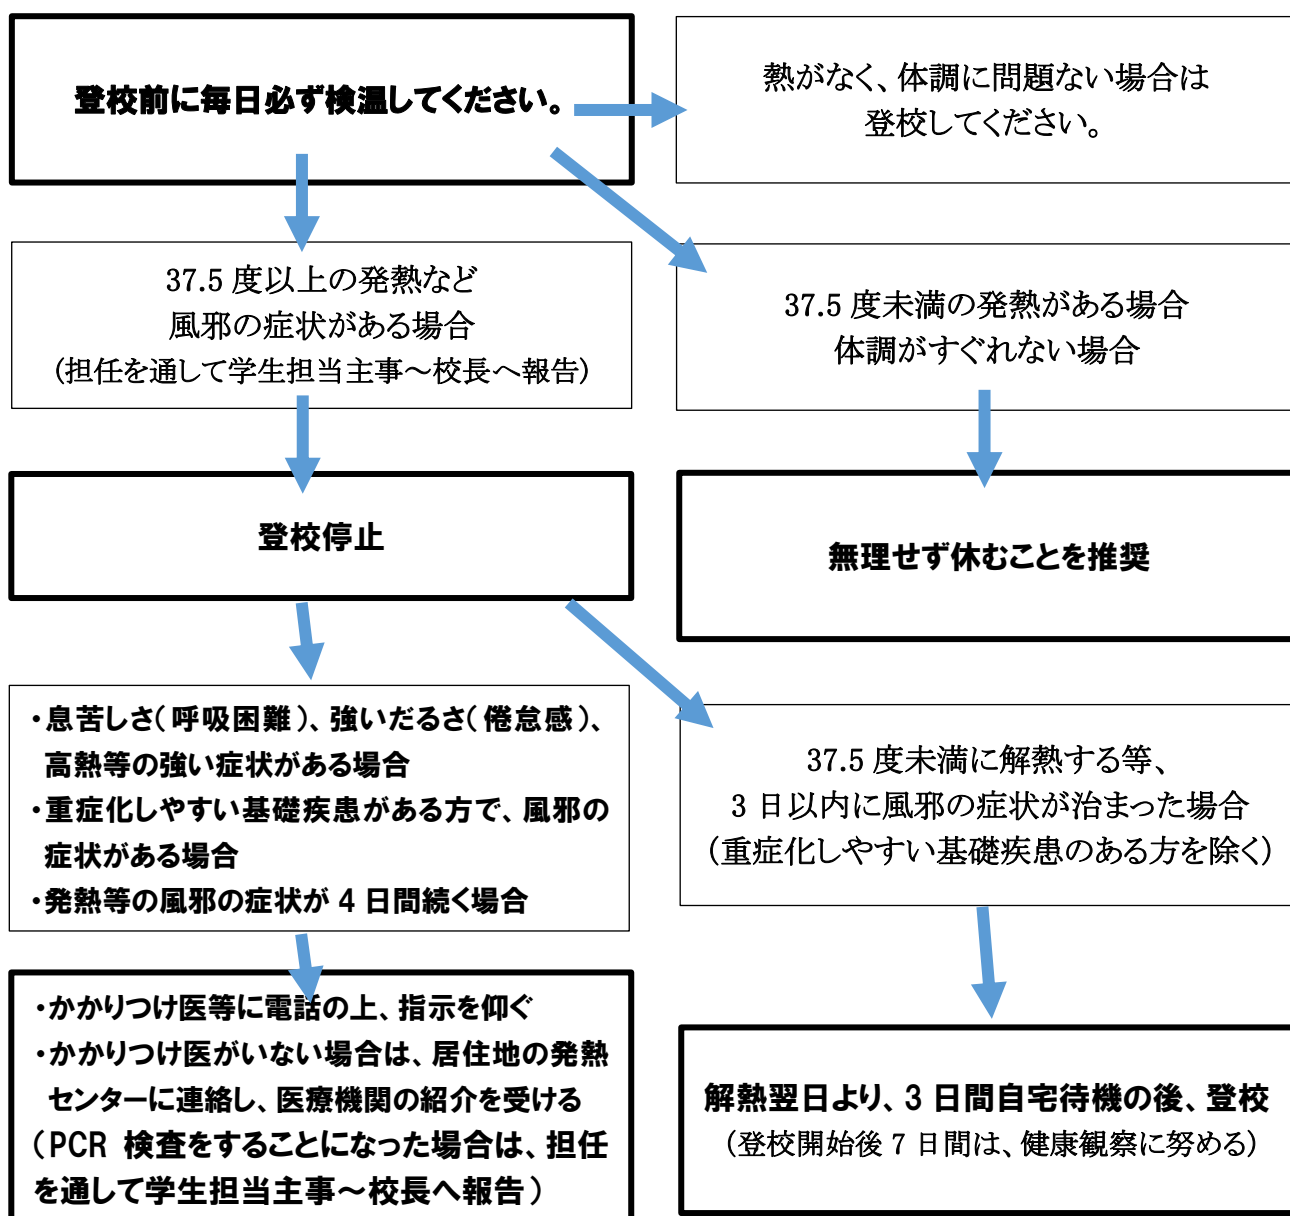 登校前に毎日必ず検温してください。
熱がなく、体調に問題ない場合は
登校してください。
37.5 度以上の発熱など
風邪の症状がある場合
(担任を通して学生担当主事～校長へ報告)
37.5 度未満の発熱がある場合
体調がすぐれない場合
登校停止
無理せず休むことを推奨
・息苦しさ(呼吸困難)、強いだるさ(倦怠感)、
高熱等の強い症状がある場合
・重症化しやすい基礎疾患がある方で、風邪の
症状がある場合
・発熱等の風邪の症状が 4 日間続く場合
37.5 度未満に解熱する等、
3 日以内に風邪の症状が治まった場合
(重症化しやすい基礎疾患のある方を除く)
・かかりつけ医等に電話の上、指示を仰ぐ
・かかりつけ医がいない場合は、居住地の発熱
センターに連絡し、医療機関の紹介を受ける
(PCR 検査をすることになった場合は、担任
を通して学生担当主事～校長へ報告)
解熱翌日より、3 日間自宅待機の後、登校
(登校開始後 7 日間は、健康観察に努める)